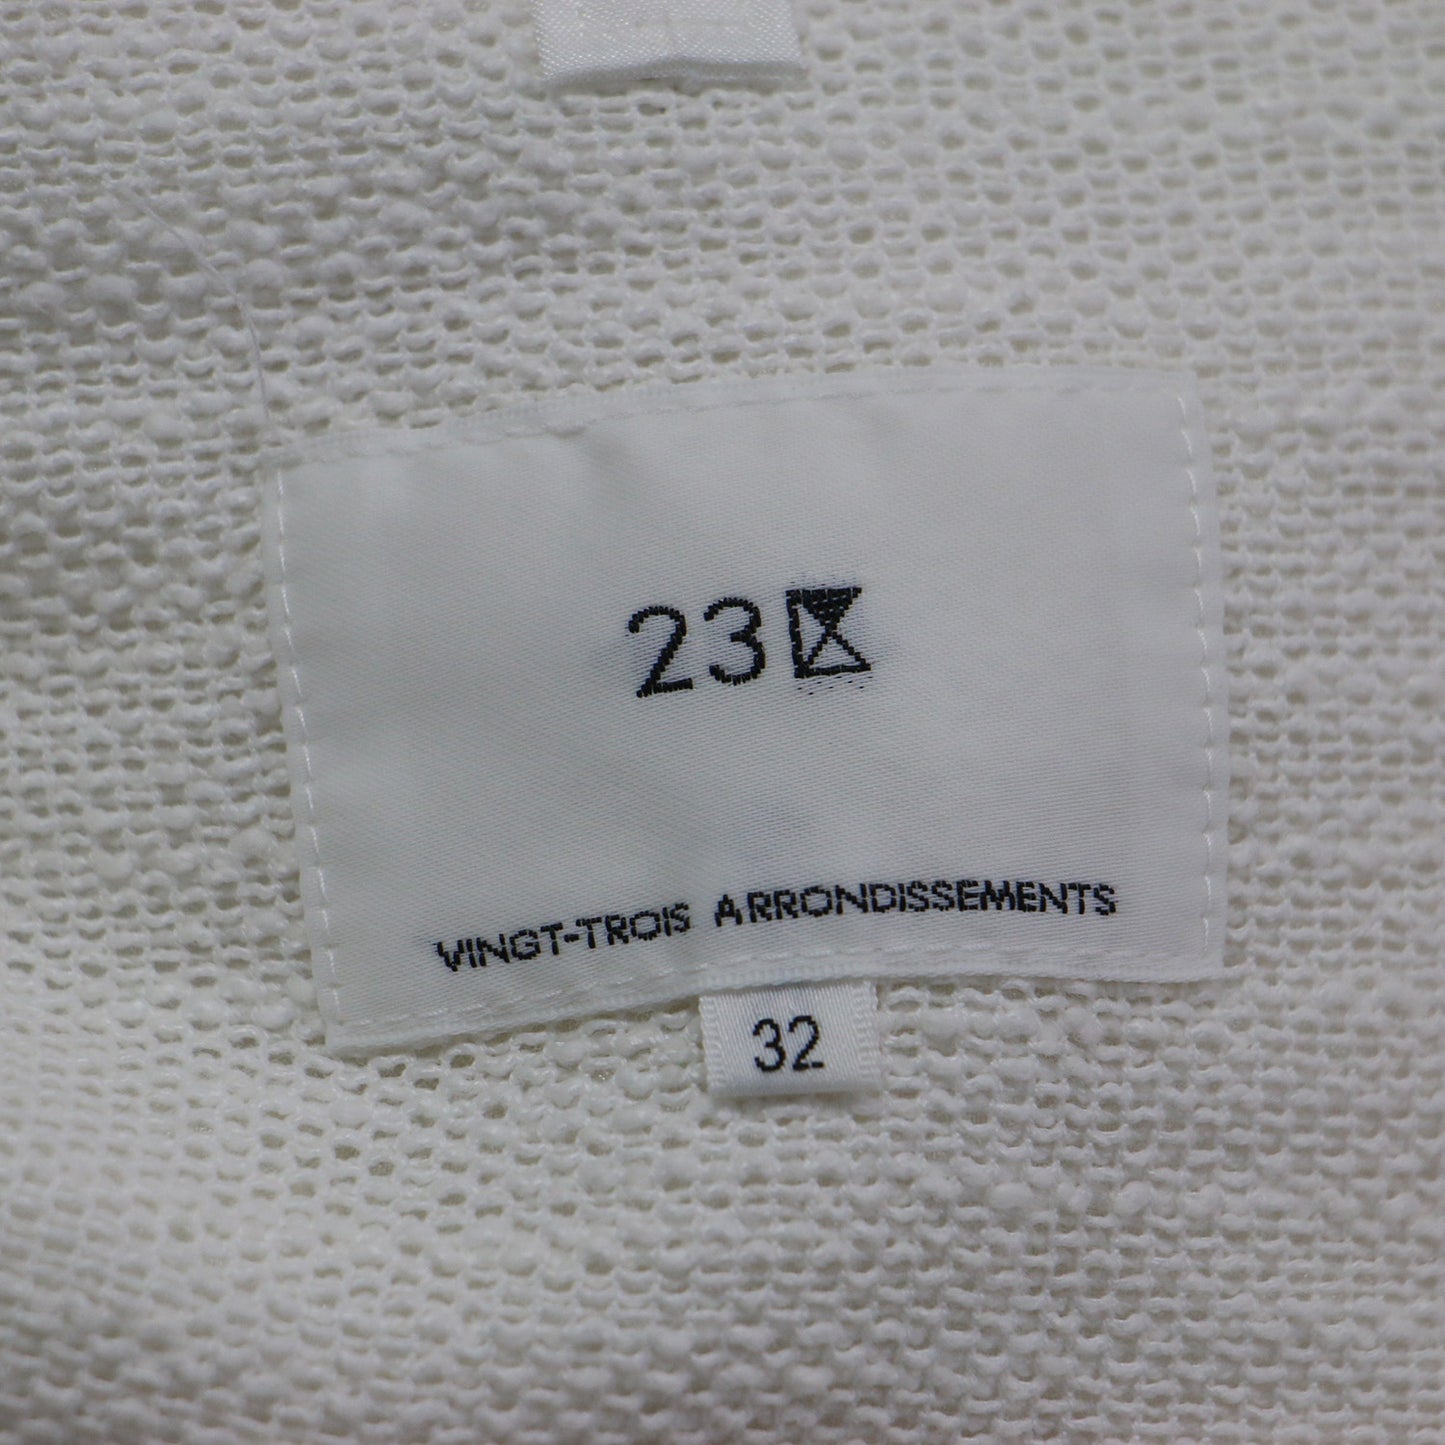 23区
VINGT-TROIS ARRONDISSEMENTS
32